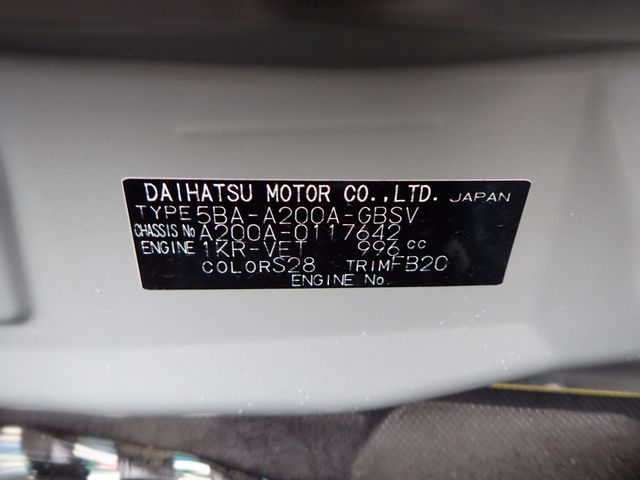 DAIHATSU MOTOR CO.,LTD. JAPAN
TYPE 5BA-A200A-GBSV
CHASSIS No A200A-0117642
ENGINE 1KR-VET 996 cc
COLOR S28 TRIM FB20
ENGINE No.